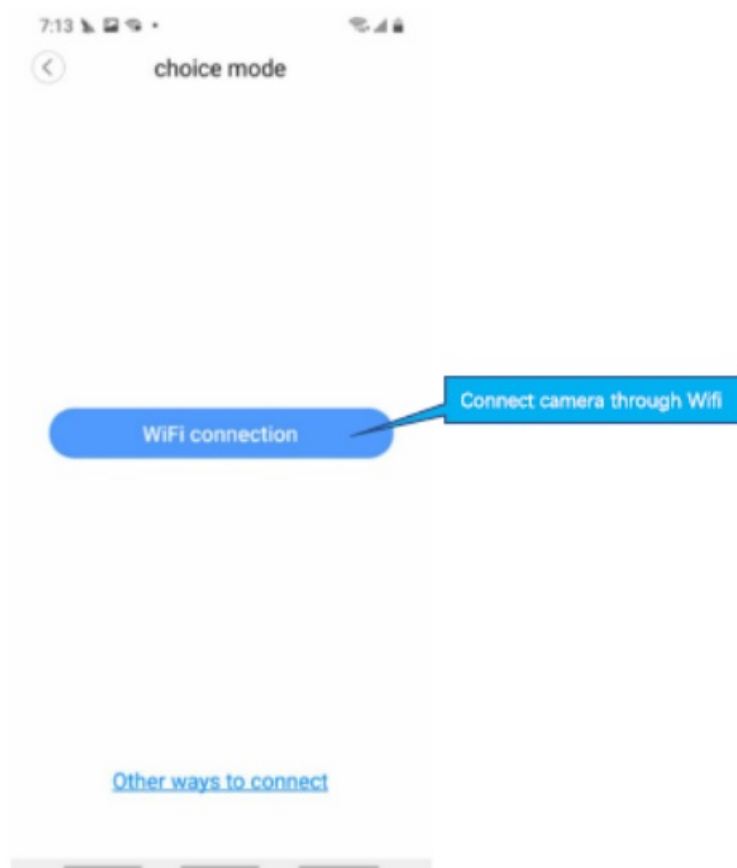 7:13
choice mode
WiFi connection
Connect camera through Wifi
Other ways to connect